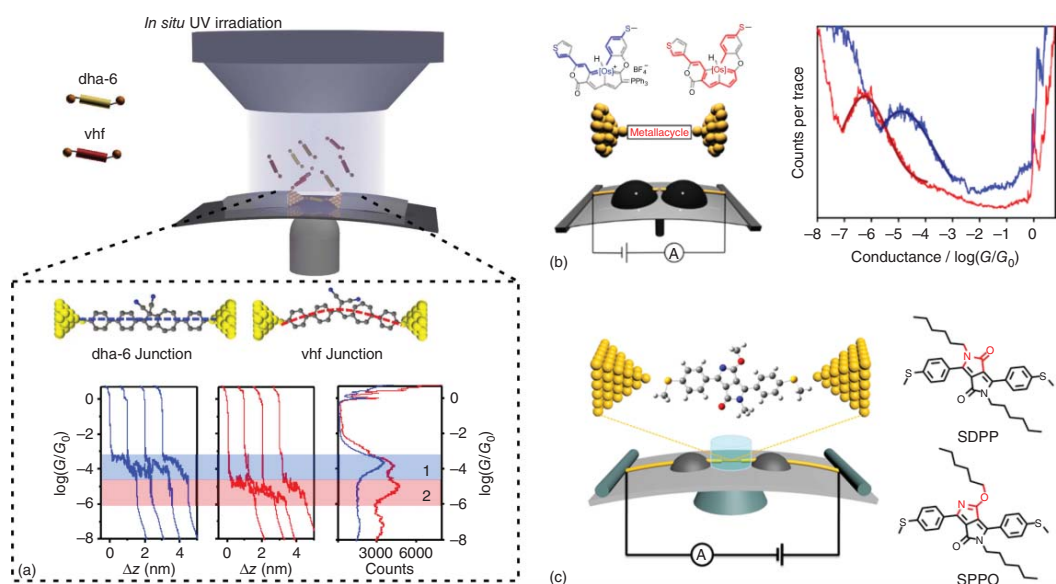 In situ UV irradiation
dha-6
vhf
dha-6 Junction
vhf Junction
log(G/G0)
0
−2
−4
−6
−8
0 2 4
Δz (nm)
0 2 4
Δz (nm)
1
2
30000 6000
Counts
0
−2
−4
−6
−8
log(G/G0)
(a)
S
S
H
[Os]+
O
O
O
BF4−
PPh3
S
S
H
[Os]
O
O
O
Metallacycle
A
(b)
Counts per trace
−8 −7 −6 −5 −4 −3 −2 −1 0
Conductance / log(G/G0)
A
(c)
N
O
S
S
O
N
SDPP
O
N
S
S
O
N
SPPO